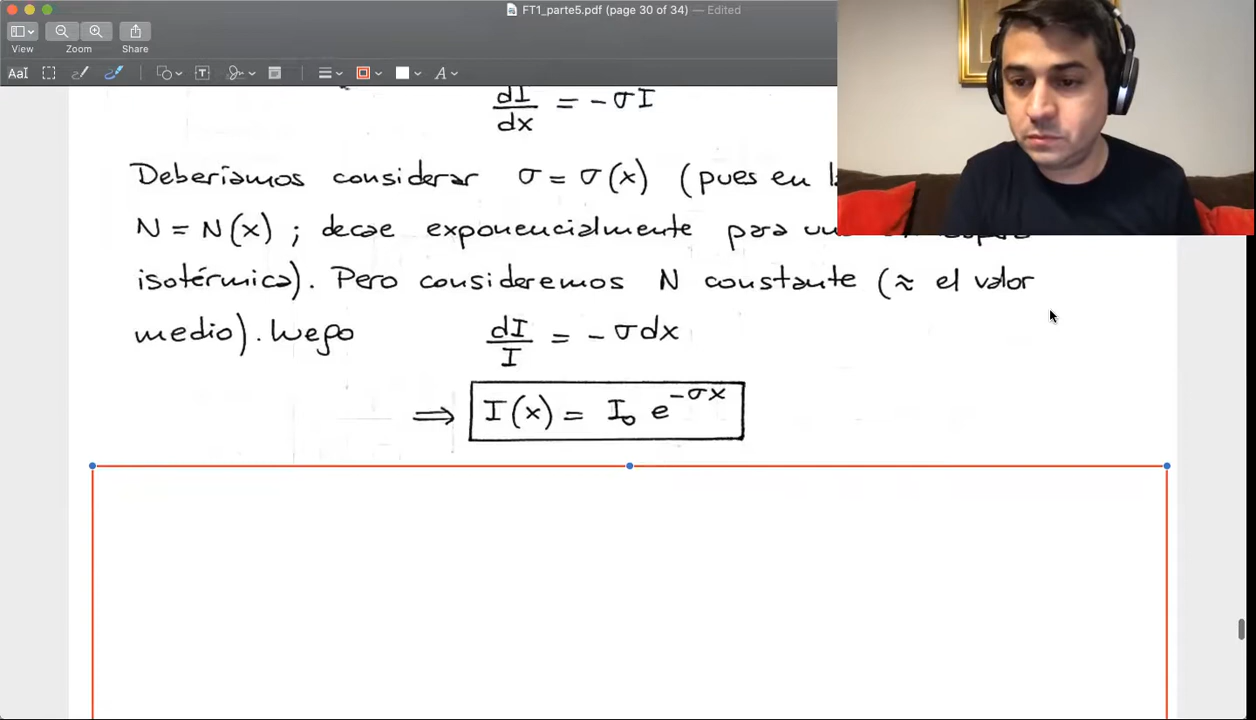 FT1_parte5.pdf (page 30 of 34) — Edited
View Zoom Share
AaI T A
dI/dx = -σI
Deberíamos considerar σ = σ(x) (pues en
N = N(x) ; decae exponencialmente para
isotérmica). Pero consideremos N constante (≈ el valor
medio). Luego dI/I = -σdx
⟹ I(x) = I₀ e^{-σx}